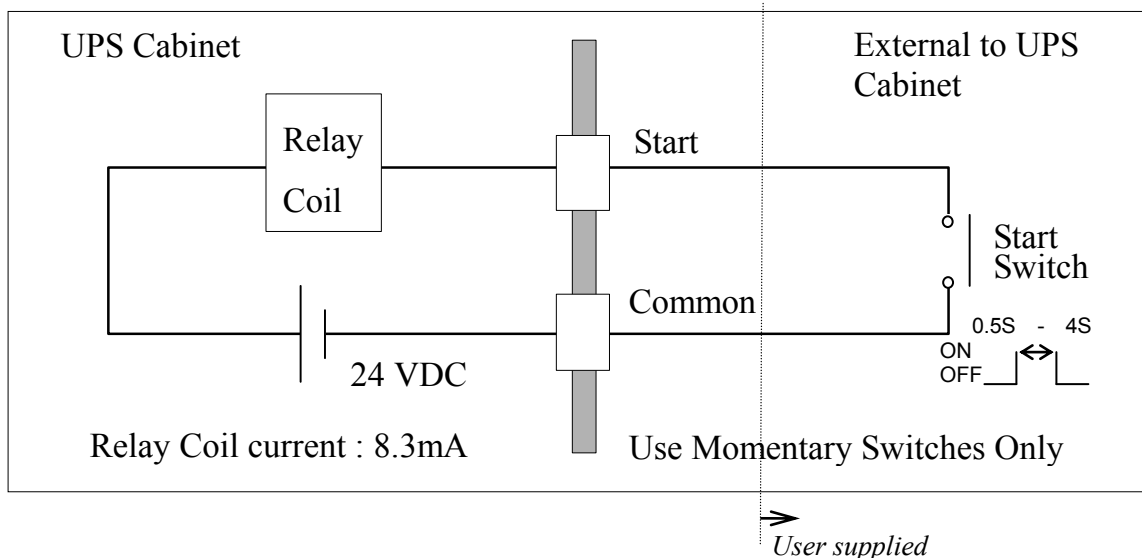 UPS Cabinet
External to UPS
Cabinet
Relay
Coil
Start
Start
Switch
Common
0.5S - 4S
ON
OFF
24 VDC
Relay Coil current : 8.3mA
Use Momentary Switches Only
User supplied